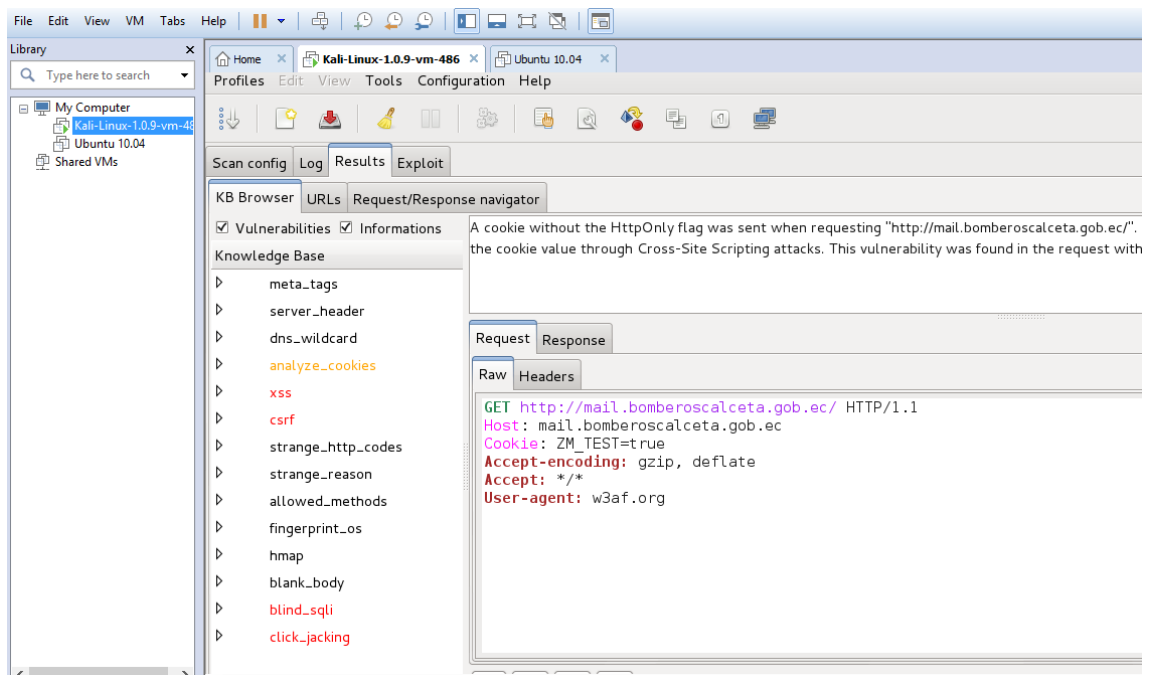 File Edit View VM Tabs Help
Library
Type here to search
My Computer
Kali-Linux-1.0.9-vm-48
Ubuntu 10.04
Shared VMs
Home Kali-Linux-1.0.9-vm-486 Ubuntu 10.04
Profiles Edit View Tools Configuration Help
Scan config Log Results Exploit
KB Browser URLs Request/Response navigator
Vulnerabilities Informations
Knowledge Base
meta_tags
server_header
dns_wildcard
analyze_cookies
xss
csrf
strange_http_codes
strange_reason
allowed_methods
fingerprint_os
hmap
blank_body
blind_sqli
click_jacking
A cookie without the HttpOnly flag was sent when requesting "http://mail.bomberoscalceta.gob.ec/".
the cookie value through Cross-Site Scripting attacks. This vulnerability was found in the request with
Request Response
Raw Headers
GET http://mail.bomberoscalceta.gob.ec/ HTTP/1.1
Host: mail.bomberoscalceta.gob.ec
Cookie: ZM_TEST=true
Accept-encoding: gzip, deflate
Accept: */*
User-agent: w3af.org